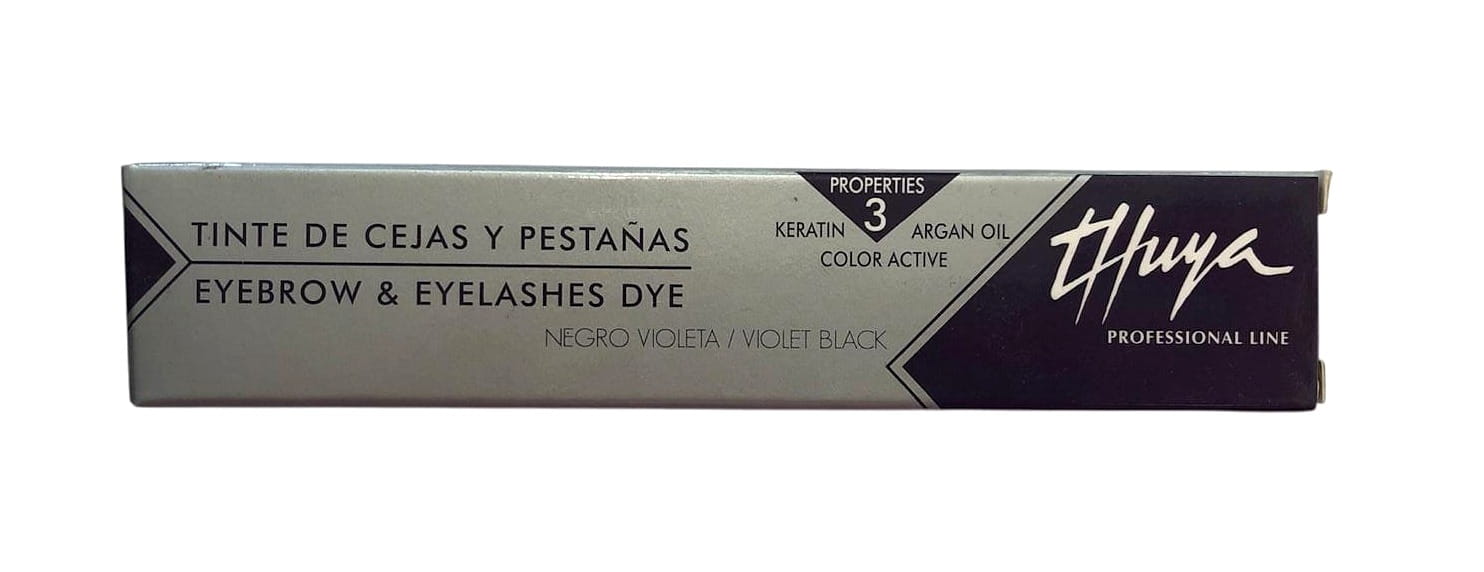 TINTE DE CEJAS Y PESTAÑAS
EYEBROW & EYELASHES DYE
NEGRO VIOLETA / VIOLET BLACK
PROPERTIES
3
KERATIN ARGAN OIL
COLOR ACTIVE
tHuya
PROFESSIONAL LINE